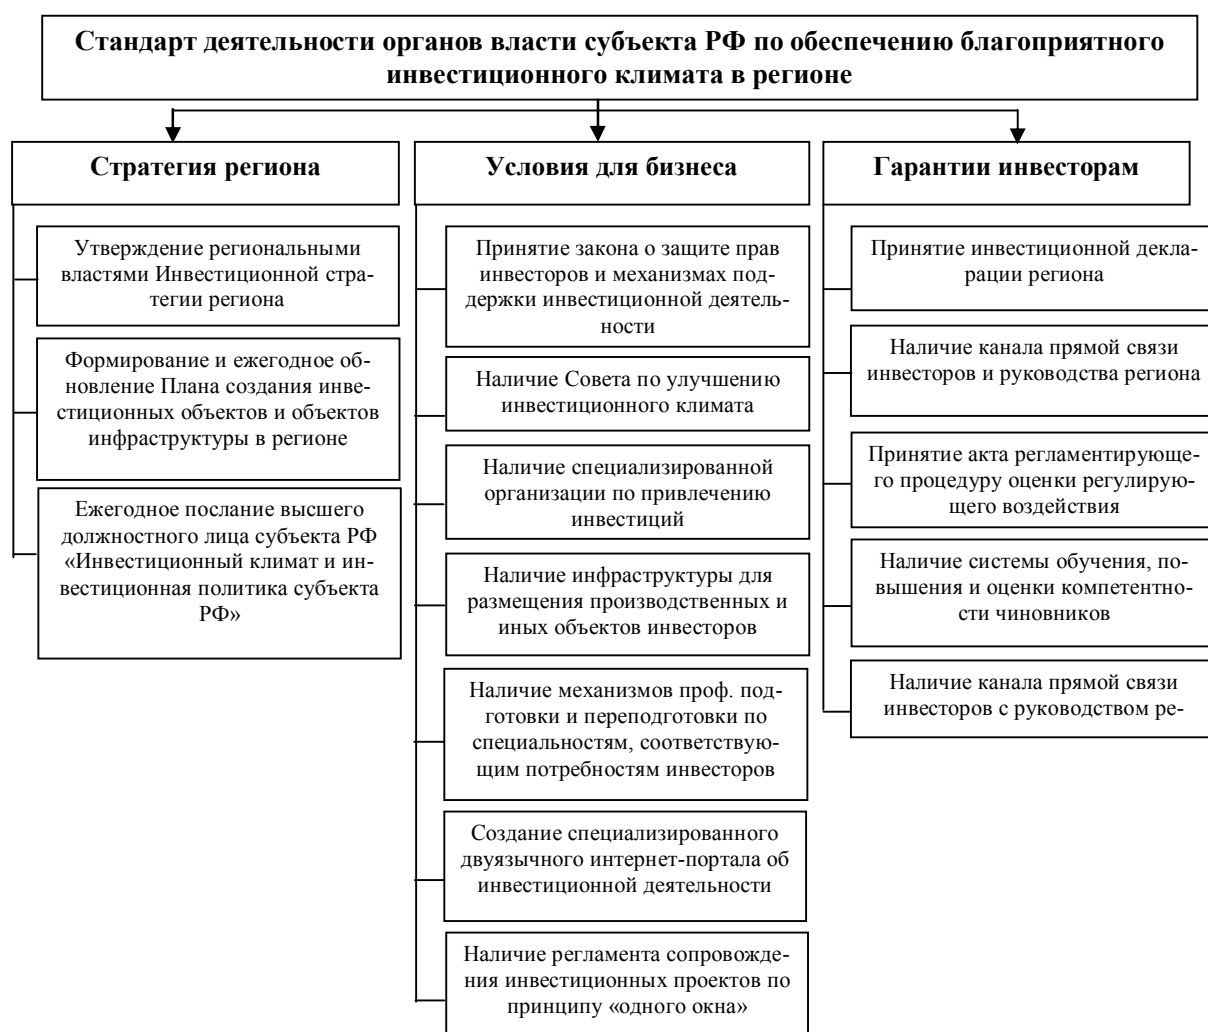 Стандарт деятельности органов власти субъекта РФ по обеспечению благоприятного
инвестиционного климата в регионе
Стратегия региона
Утверждение региональными
властями Инвестиционной стра-
тегии региона
Формирование и ежегодное об-
новление Плана создания инве-
стиционных объектов и объектов
инфраструктуры в регионе
Ежегодное послание высшего
должностного лица субъекта РФ
«Инвестиционный климат и ин-
вестиционная политика субъекта
РФ»
Условия для бизнеса
Принятие закона о защите прав
инвесторов и механизмах под-
держки инвестиционной деятель-
ности
Наличие Совета по улучшению
инвестиционного климата
Наличие специализированной
организации по привлечению
инвестиций
Наличие инфраструктуры для
размещения производственных и
иных объектов инвесторов
Наличие механизмов проф. под-
готовки и переподготовки по
специальностям, соответствую-
щим потребностям инвесторов
Создание специализированного
двуязычного интернет-портала об
инвестиционной деятельности
Наличие регламента сопровожде-
ния инвестиционных проектов по
принципу «одного окна»
Гарантии инвесторам
Принятие инвестиционной декла-
рации региона
Наличие канала прямой связи
инвесторов и руководства региона
Принятие акта регламентирующе-
го процедуру оценки регулирую-
щего воздействия
Наличие системы обучения, по-
вышения и оценки компетентно-
сти чиновников
Наличие канала прямой связи
инвесторов с руководством ре-